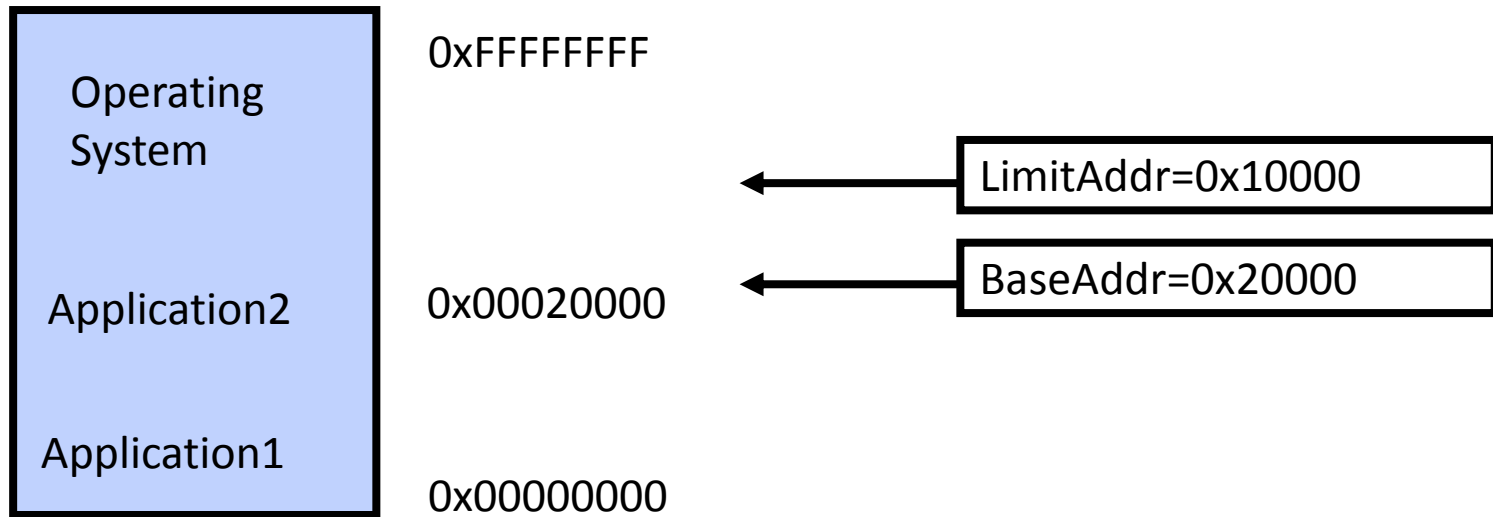 0xFFFFFFFF
Operating
System
LimitAddr=0x10000
BaseAddr=0x20000
Application2
0x00020000
Application1
0x00000000